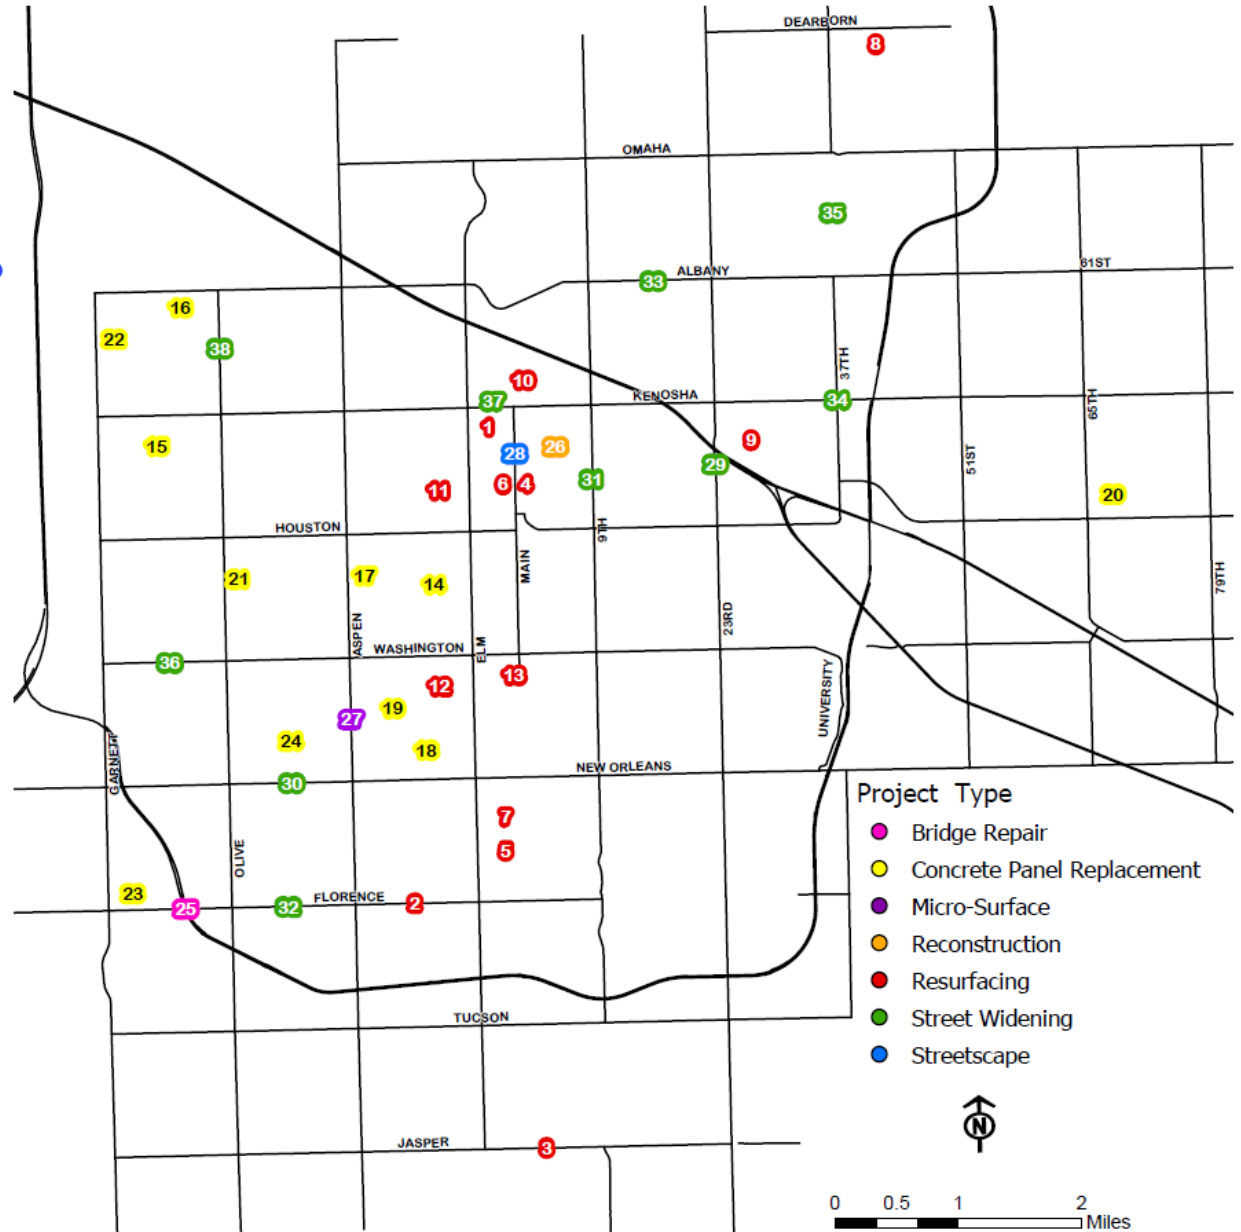 DEARBORN
8
OMAHA
35
ALBANY
61ST
33
16
22
38
37TH
10
KENOSHA
37
34
65TH
1
15
28
26
9
29
51ST
31
6
4
11
20
HOUSTON
9TH
21
17
14
MAIN
79TH
ASPEN
23RD
WASHINGTON
ELM
36
13
12
UNIVERSITY
19
27
24
18
GARNETT
NEW ORLEANS
30
Project Type
7
Bridge Repair
5
OLIVE
Concrete Panel Replacement
23
FLORENCE
2
25
32
Micro-Surface
Reconstruction
Resurfacing
TUCSON
Street Widening
Streetscape
N
JASPER
3
0 0.5 1 2
Miles